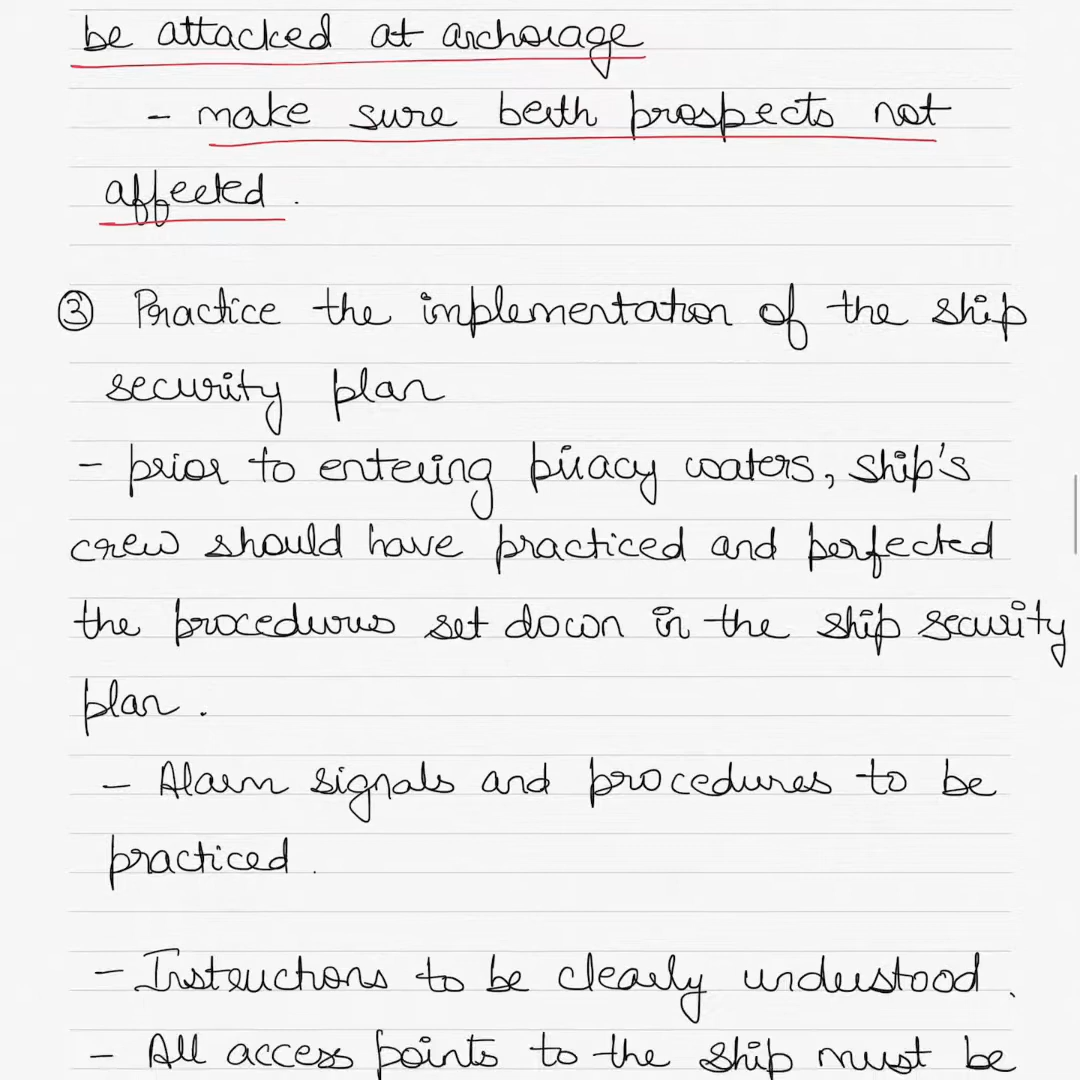 be attacked at anchorage
- make sure berth prospects not
affected.
③ Practice the implementation of the ship
security plan
- prior to entering piracy waters, ship's
crew should have practiced and perfected
the procedures set down in the ship security
plan.
- Alarm signals and procedures to be
practiced.
- Instructions to be clearly understood.
- All access points to the ship must be